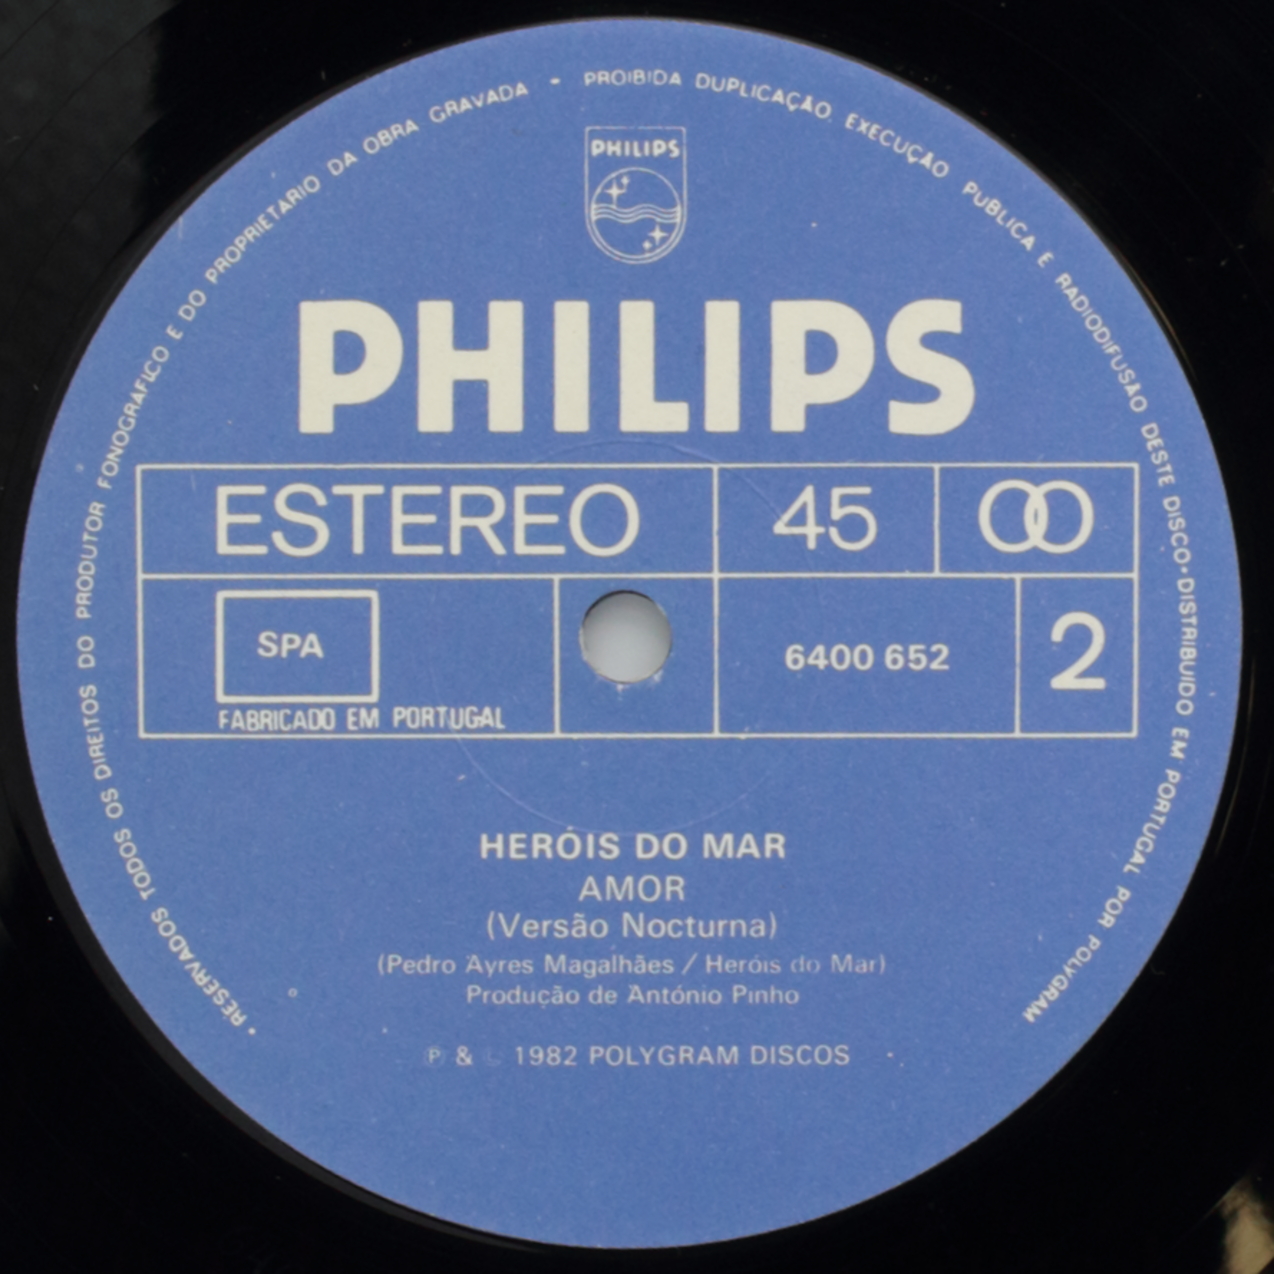 • RESERVADOS TODOS OS DIREITOS DO PRODUTOR FONOGRAFICO E DO PROPRIETARIO DA OBRA GRAVADA - PROIBIDA DUPLICAÇÃO, EXECUÇÃO PUBLICA E RADIODIFUSÃO DESTE DISCO • DISTRIBUIDO EM PORTUGAL POR POLYGRAM
PHILIPS
PHILIPS
ESTEREO 45
SPA
6400 652 2
FABRICADO EM PORTUGAL
HERÓIS DO MAR
AMOR
(Versão Nocturna)
(Pedro Ayres Magalhães / Heróis do Mar)
Produção de António Pinho
Ⓟ & © 1982 POLYGRAM DISCOS